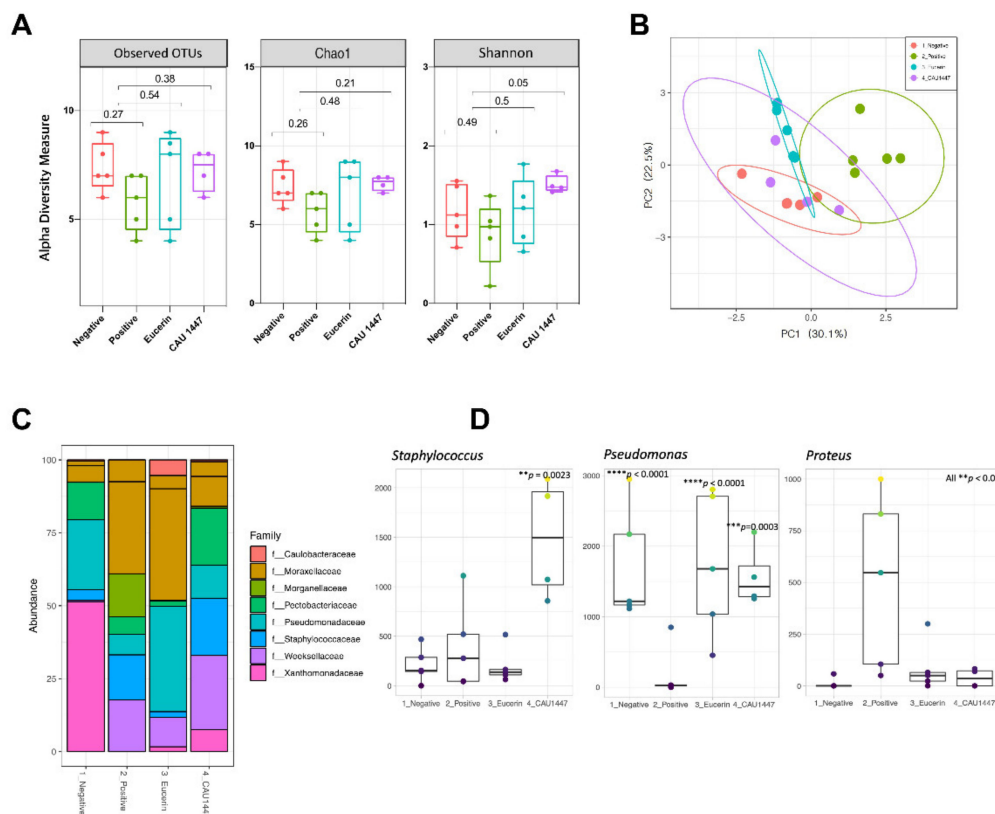 A
Observed OTUs
Chao1
Shannon
Alpha Diversity Measure
10
5
0.38
0.54
0.27
15
10
5
0
0.21
0.48
0.26
3
2
1
0
0.05
0.5
0.49
Negative
Positive
Eucerin
CAU 1447
Negative
Positive
Eucerin
CAU 1447
Negative
Positive
Eucerin
CAU 1447
B
1_Negative
2_Positive
3_Eucerin
4_CAU1447
PC2 (22.5%)
3
0
-3
-2.5
0.0
2.5
PC1 (30.1%)
C
Abundance
100
75
50
25
0
1_Negative
2_Positive
3_Eucerin
4_CAU144
Family
f__Caulobacteraceae
f__Moraxellaceae
f__Morganellaceae
f__Pectobacteriaceae
f__Pseudomonadaceae
f__Staphylococcaceae
f__Weeksellaceae
f__Xanthomonadaceae
D
Staphylococcus
**p = 0.0023
2000
1500
1000
500
0
1_Negative
2_Positive
3_Eucerin
4_CAU1447
Pseudomonas
****p < 0.0001
****p < 0.0001
***p=0.0003
3000
2000
1000
0
1_Negative
2_Positive
3_Eucerin
4_CAU1447
Proteus
All **p < 0.0
1000
750
500
250
0
1_Negative
2_Positive
3_Eucerin
4_CAU1447